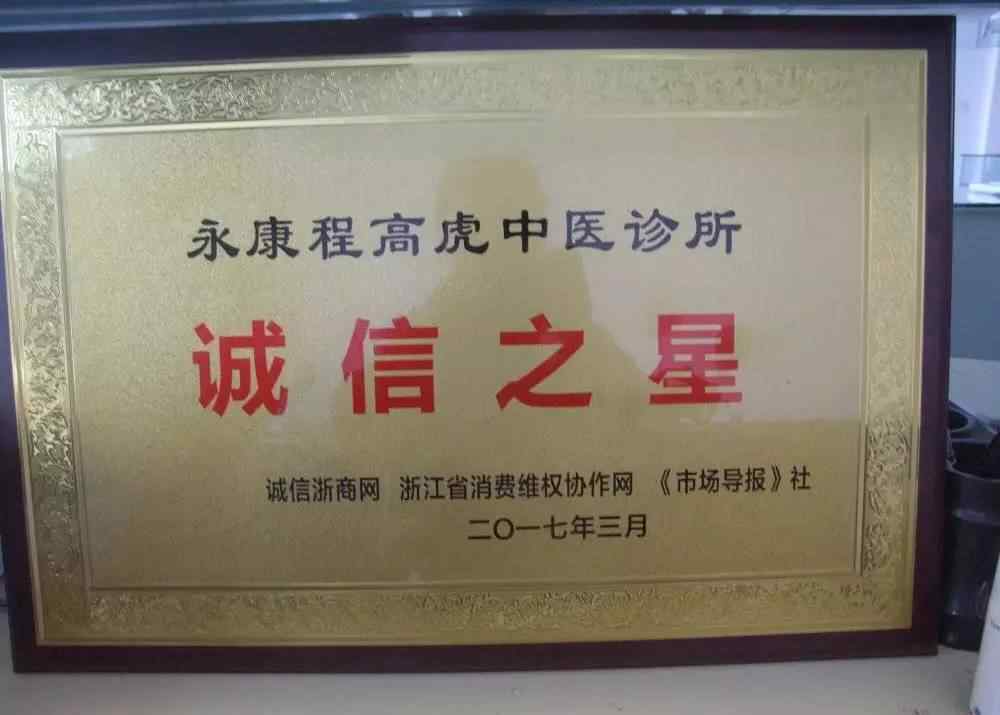 永康程高虎中医诊所
诚信之星
诚信浙商网 浙江省消费维权协作网 《市场导报》社
二〇一七年三月